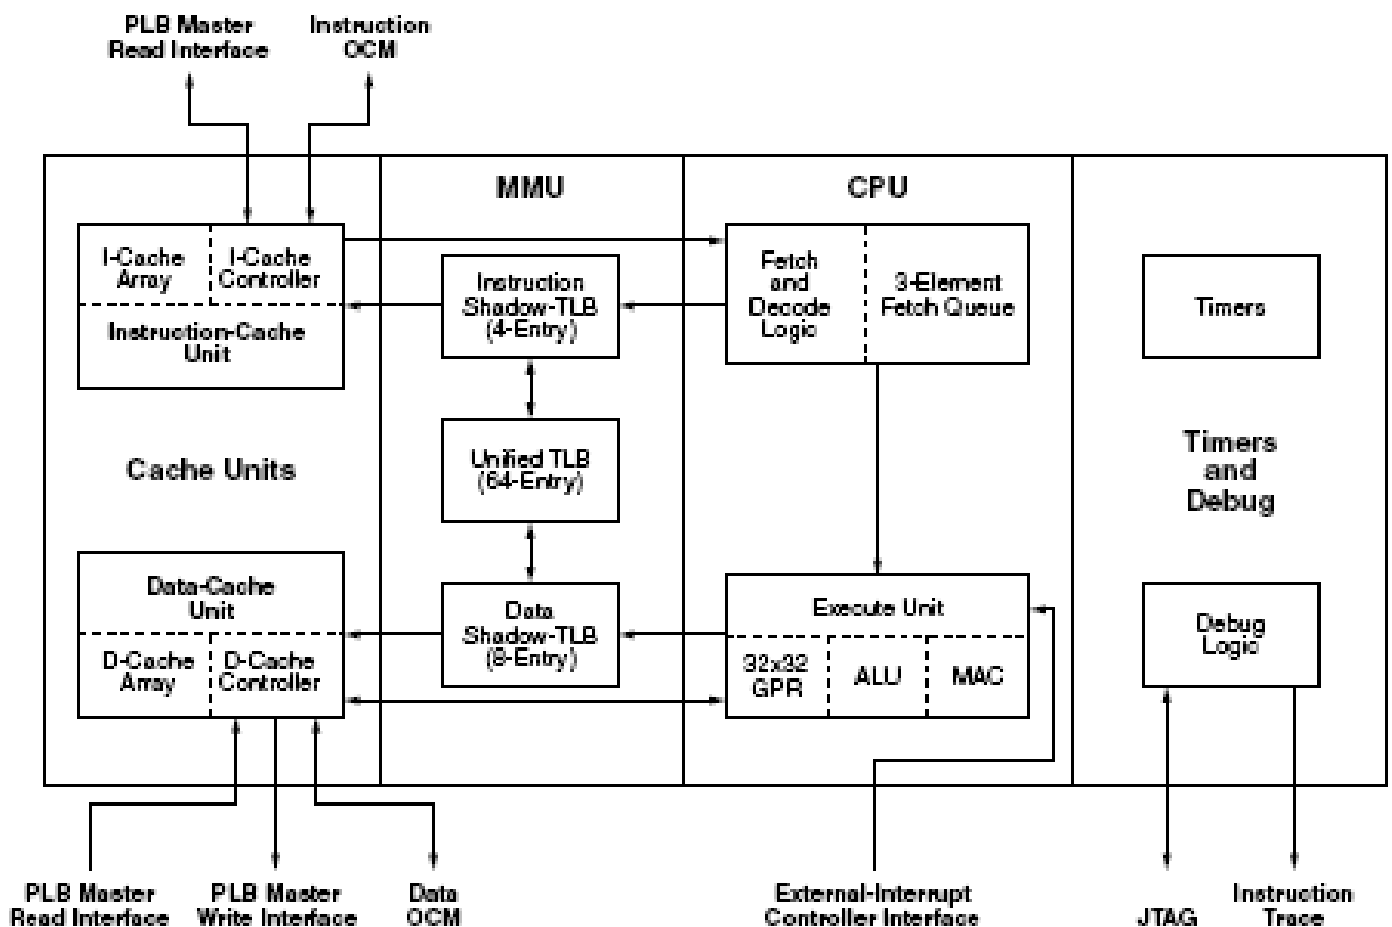 PLB Master
Read Interface
Instruction
OCM
MMU
CPU
I-Cache
Array
I-Cache
Controller
Instruction-Cache
Unit
Instruction
Shadow-TLB
(4-Entry)
Fetch
and
Decode
Logic
3-Element
Fetch Queue
Timers
Cache Units
Unified TLB
(64-Entry)
Timers
and
Debug
Data-Cache
Unit
D-Cache
Array
D-Cache
Controller
Data
Shadow-TLB
(8-Entry)
Execute Unit
32x32
GPR
ALU
MAC
Debug
Logic
PLB Master
Read Interface
PLB Master
Write Interface
Data
OCM
External-Interrupt
Controller Interface
JTAG
Instruction
Trace